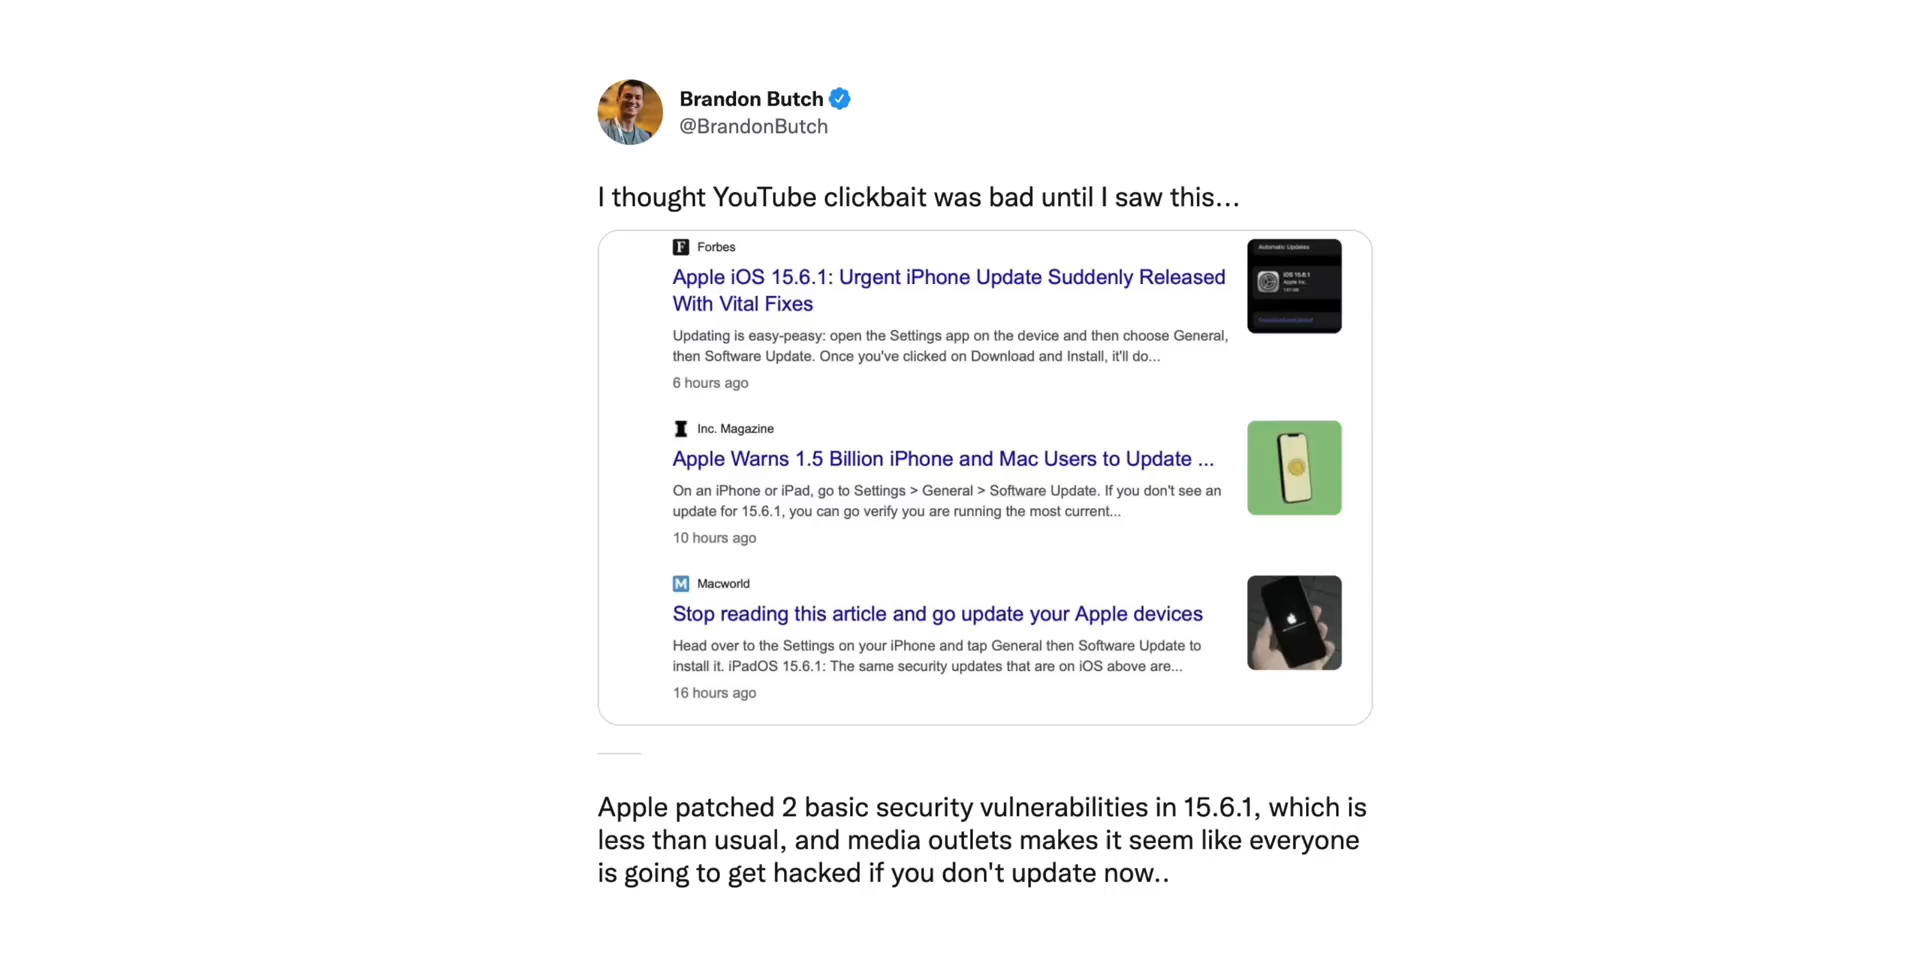 Brandon Butch
@BrandonButch
I thought YouTube clickbait was bad until I saw this...
F Forbes
Apple iOS 15.6.1: Urgent iPhone Update Suddenly Released
With Vital Fixes
Updating is easy-peasy: open the Settings app on the device and then choose General,
then Software Update. Once you've clicked on Download and Install, it'll do...
6 hours ago
Automatic Updates
iOS 15.6.1
Apple Inc.
I Inc. Magazine
Apple Warns 1.5 Billion iPhone and Mac Users to Update ...
On an iPhone or iPad, go to Settings > General > Software Update. If you don't see an
update for 15.6.1, you can go verify you are running the most current...
10 hours ago
M Macworld
Stop reading this article and go update your Apple devices
Head over to the Settings on your iPhone and tap General then Software Update to
install it. iPadOS 15.6.1: The same security updates that are on iOS above are...
16 hours ago
Apple patched 2 basic security vulnerabilities in 15.6.1, which is
less than usual, and media outlets makes it seem like everyone
is going to get hacked if you don't update now..